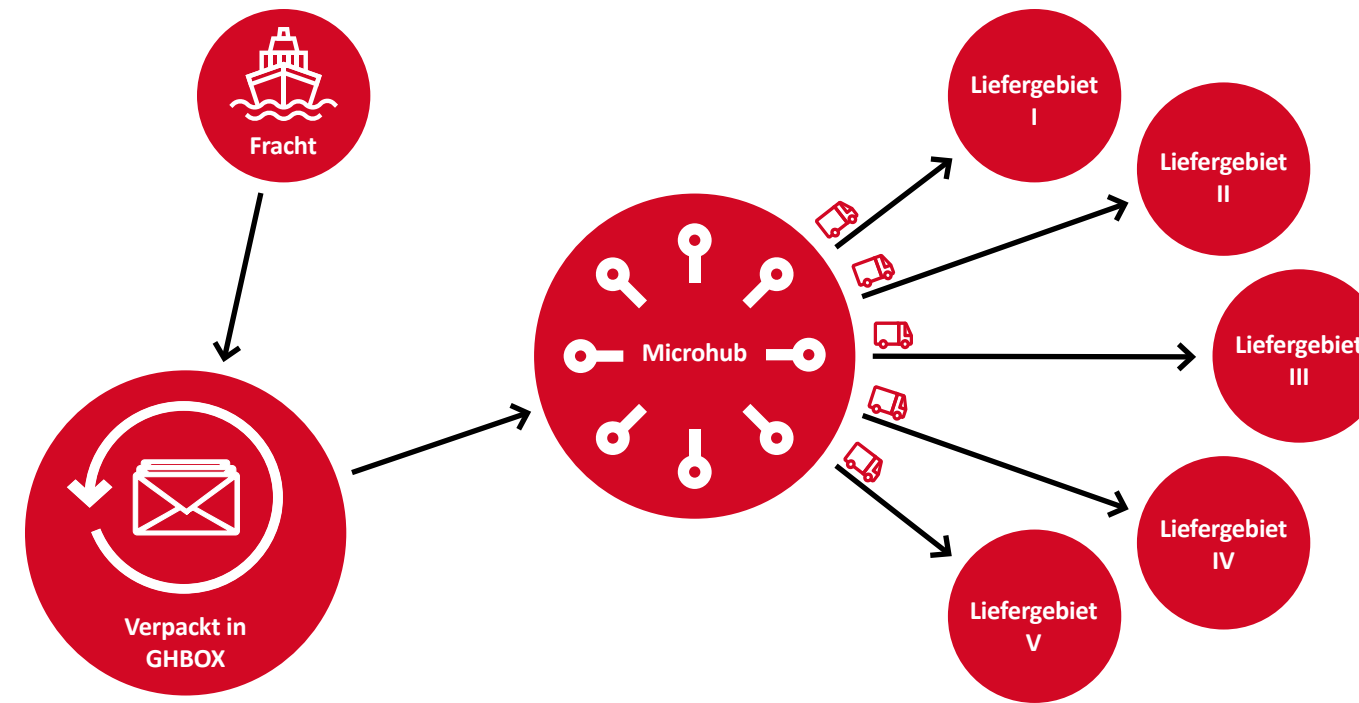 Fracht
Verpackt in
GHBOX
Microhub
Liefergebiet
I
Liefergebiet
II
Liefergebiet
III
Liefergebiet
IV
Liefergebiet
V